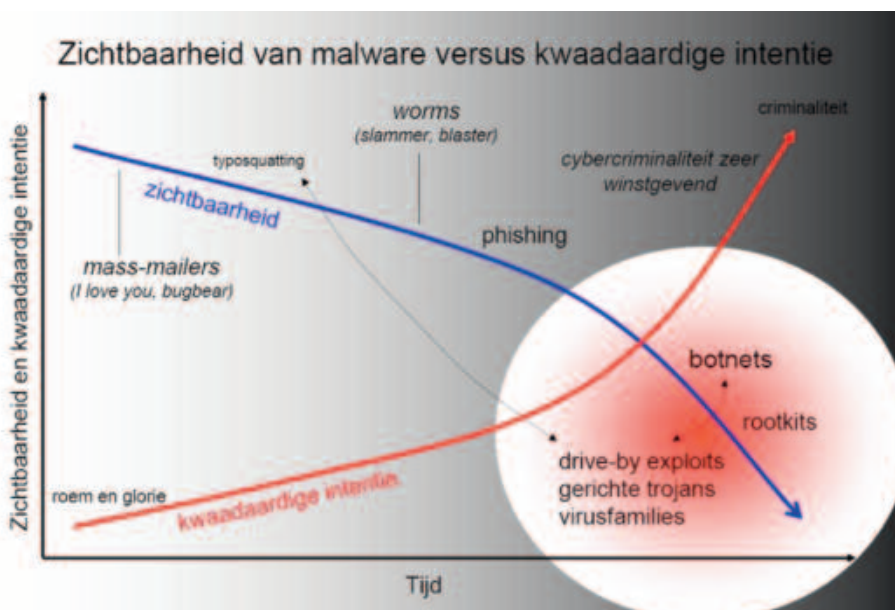 Zichtbaarheid van malware versus kwaadaardige intentie
Zichtbaarheid en kwaadaardige intentie
criminaliteit
worms
(slammer, blaster)
typosquatting
cybercriminaliteit zeer
winstgevend
zichtbaarheid
phishing
mass-mailers
(I love you, bugbear)
botnets
rootkits
drive-by exploits
gerichte trojans
virusfamilies
roem en glorie
kwaadaardige intentie
Tijd